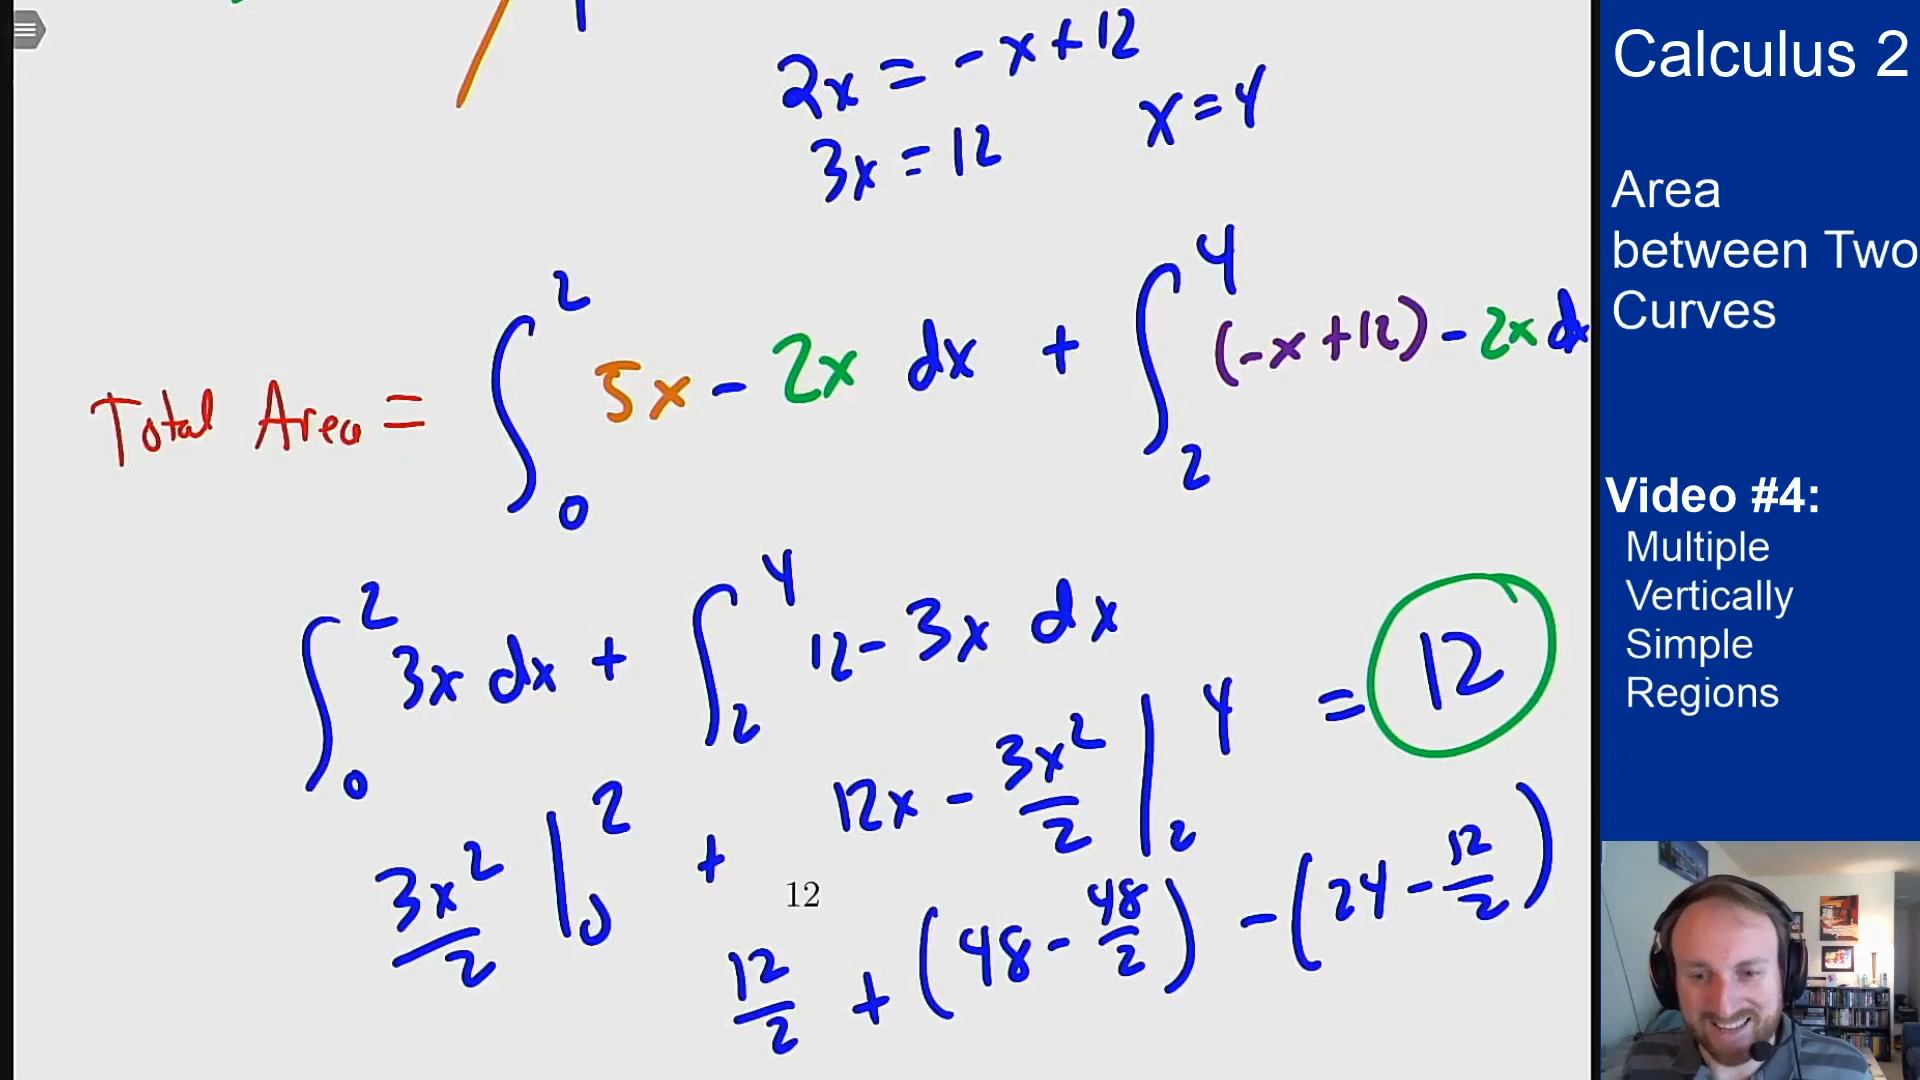 2x = -x+12
3x = 12    x = 4
Total Area = ∫₀² 5x - 2x dx + ∫₂⁴ (-x+12) - 2x dx
∫₀² 3x dx + ∫₂⁴ 12 - 3x dx
= 12
3x²/2 |₀² + 12x - 3x²/2 |₂⁴
12
12/2 + (48 - 48/2) - (24 - 12/2)
Calculus 2
Area
between Two
Curves
Video #4:
Multiple
Vertically
Simple
Regions